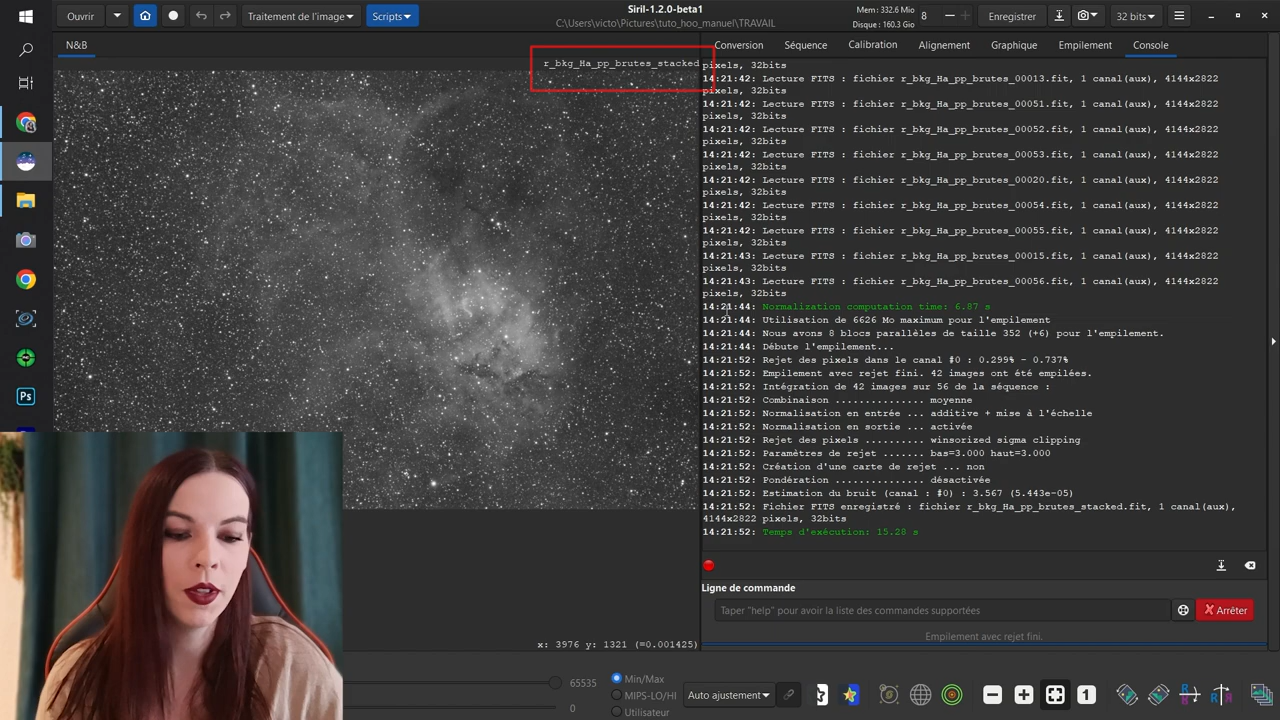 Ouvrir
Traitement de l'image
Scripts
Siril-1.2.0-beta1
C:\Users\victo\Pictures\tuto_hoo_manuel\TRAVAIL
Mem: 332.6 Mio
Disque : 160.3 Gio
8
Enregistrer
32 bits
N&B
Conversion
Séquence
Calibration
Alignement
Graphique
Empilement
Console
r_bkg_Ha_pp_brutes_stacked
pixels, 32bits
14:21:42: Lecture FITS : fichier r_bkg_Ha_pp_brutes_00013.fit, 1 canal(aux), 4144x2822
pixels, 32bits
14:21:42: Lecture FITS : fichier r_bkg_Ha_pp_brutes_00051.fit, 1 canal(aux), 4144x2822
pixels, 32bits
14:21:42: Lecture FITS : fichier r_bkg_Ha_pp_brutes_00052.fit, 1 canal(aux), 4144x2822
pixels, 32bits
14:21:42: Lecture FITS : fichier r_bkg_Ha_pp_brutes_00053.fit, 1 canal(aux), 4144x2822
pixels, 32bits
14:21:42: Lecture FITS : fichier r_bkg_Ha_pp_brutes_00020.fit, 1 canal(aux), 4144x2822
pixels, 32bits
14:21:42: Lecture FITS : fichier r_bkg_Ha_pp_brutes_00054.fit, 1 canal(aux), 4144x2822
pixels, 32bits
14:21:42: Lecture FITS : fichier r_bkg_Ha_pp_brutes_00055.fit, 1 canal(aux), 4144x2822
pixels, 32bits
14:21:43: Lecture FITS : fichier r_bkg_Ha_pp_brutes_00015.fit, 1 canal(aux), 4144x2822
pixels, 32bits
14:21:43: Lecture FITS : fichier r_bkg_Ha_pp_brutes_00056.fit, 1 canal(aux), 4144x2822
pixels, 32bits
14:21:44: Normalization computation time: 6.87 s
14:21:44: Utilisation de 6626 Mo maximum pour l'empilement
14:21:44: Nous avons 8 blocs parallèles de taille 352 (+6) pour l'empilement.
14:21:44: Débute l'empilement...
14:21:52: Rejet des pixels dans le canal #0 : 0.299% - 0.737%
14:21:52: Empilement avec rejet fini. 42 images ont été empilées.
14:21:52: Intégration de 42 images sur 56 de la séquence :
14:21:52: Combinaison ............... moyenne
14:21:52: Normalisation en entrée ... additive + mise à l'échelle
14:21:52: Normalisation en sortie ... activée
14:21:52: Rejet des pixels .......... winsorized sigma clipping
14:21:52: Paramètres de rejet ....... bas=3.000 haut=3.000
14:21:52: Création d'une carte de rejet ... non
14:21:52: Pondération ............... désactivée
14:21:52: Estimation du bruit (canal : #0) : 3.567 (5.443e-05)
14:21:52: Fichier FITS enregistré : fichier r_bkg_Ha_pp_brutes_stacked.fit, 1 canal(aux),
4144x2822 pixels, 32bits
14:21:52: Temps d'exécution: 15.28 s
Ligne de commande
Taper "help" pour avoir la liste des commandes supportées
Arrêter
Empilement avec rejet fini.
x: 3976 y: 1321 (=0.001425)
65535
0
Min/Max
MIPS-LO/HI
Utilisateur
Auto ajustement
1
Ps